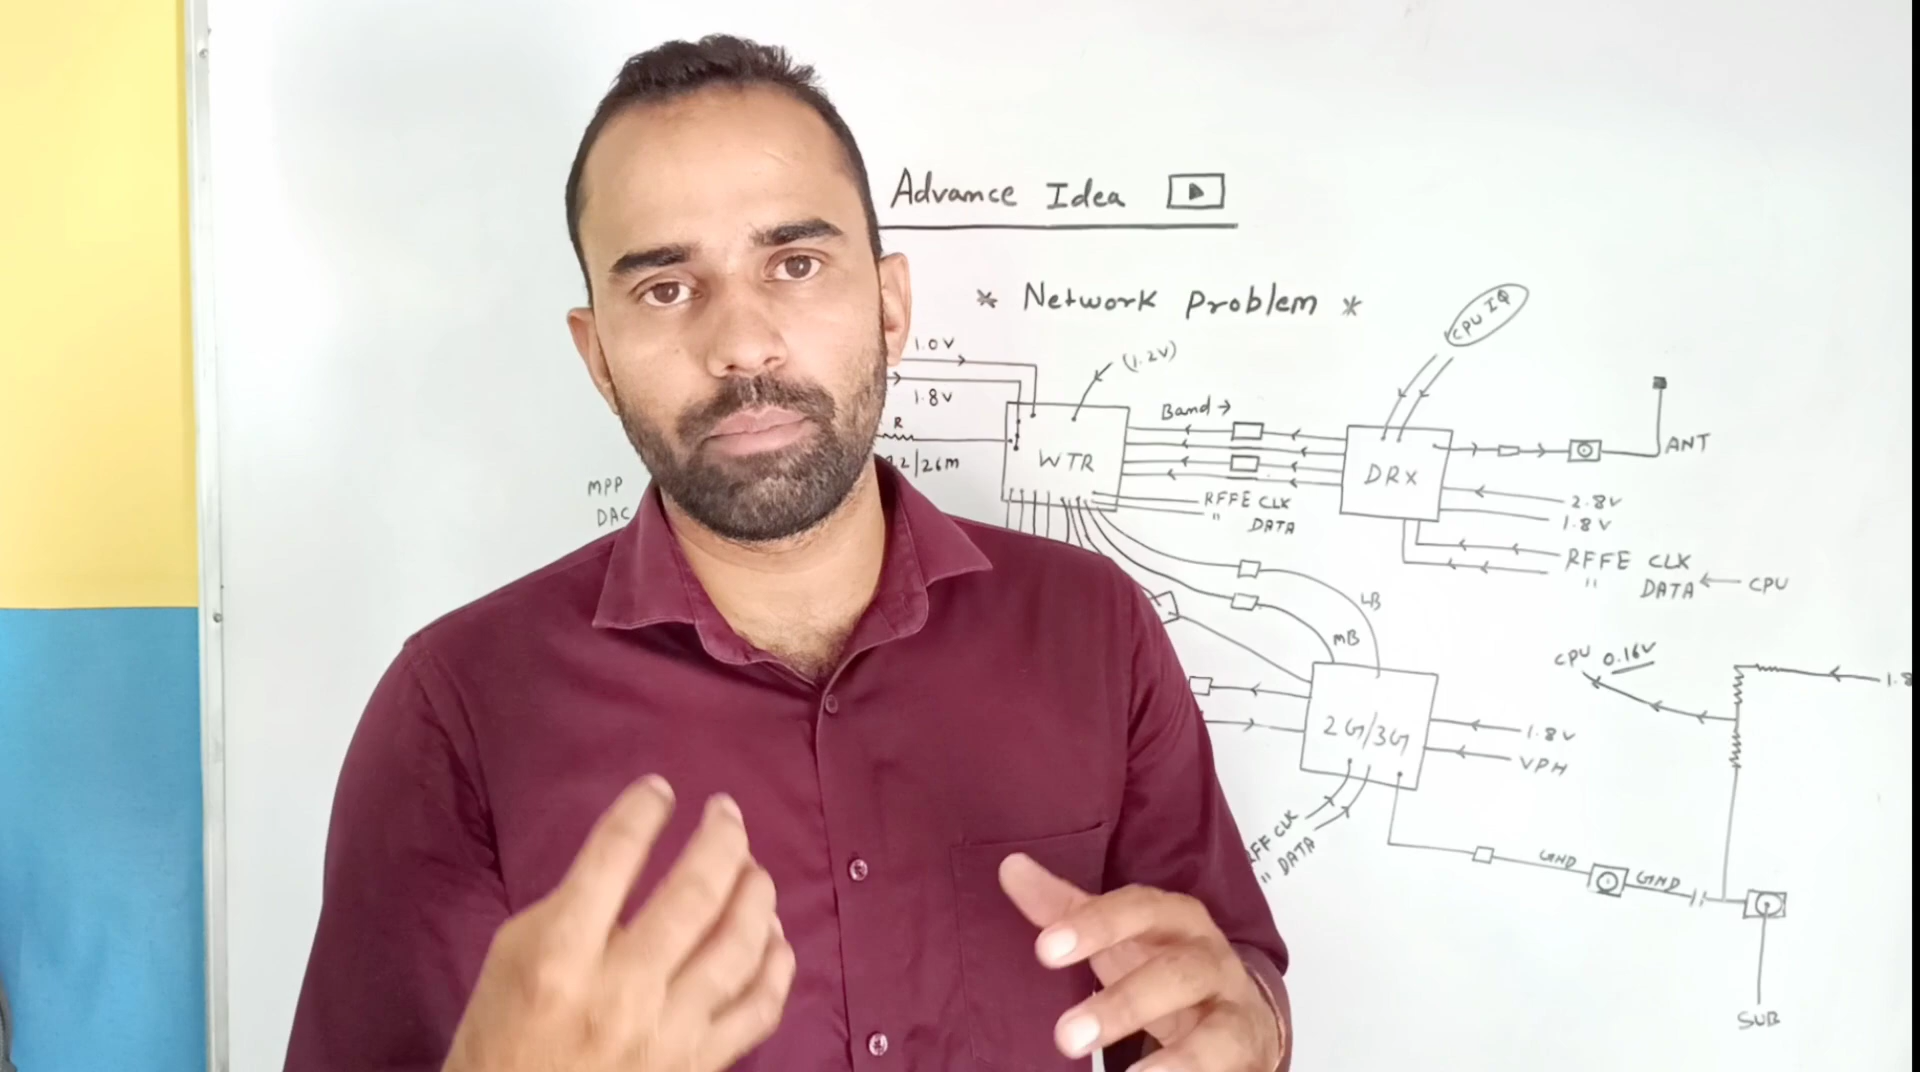 Advance Idea
* Network Problem *
CPU IQ
1.0V
(1.2V)
1.8V
Band →
R
WTR
DRX
ANT
MPP
DAC
RFFE CLK
" DATA
2.8V
1.8V
RFFE CLK
" DATA ← CPU
LB
MB
CPU 0.16V
2G/3G
1.8V
VPH
DATA
GND
GND
SUB